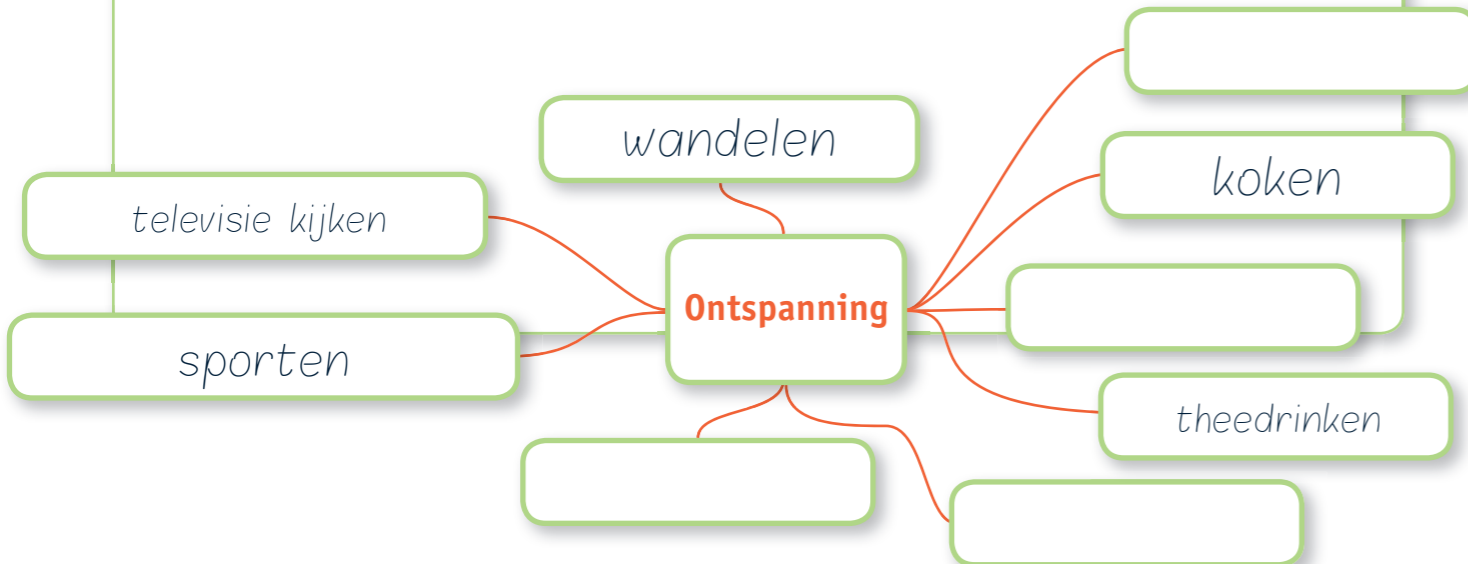 wandelen
koken
televisie kijken
Ontspanning
sporten
theedrinken